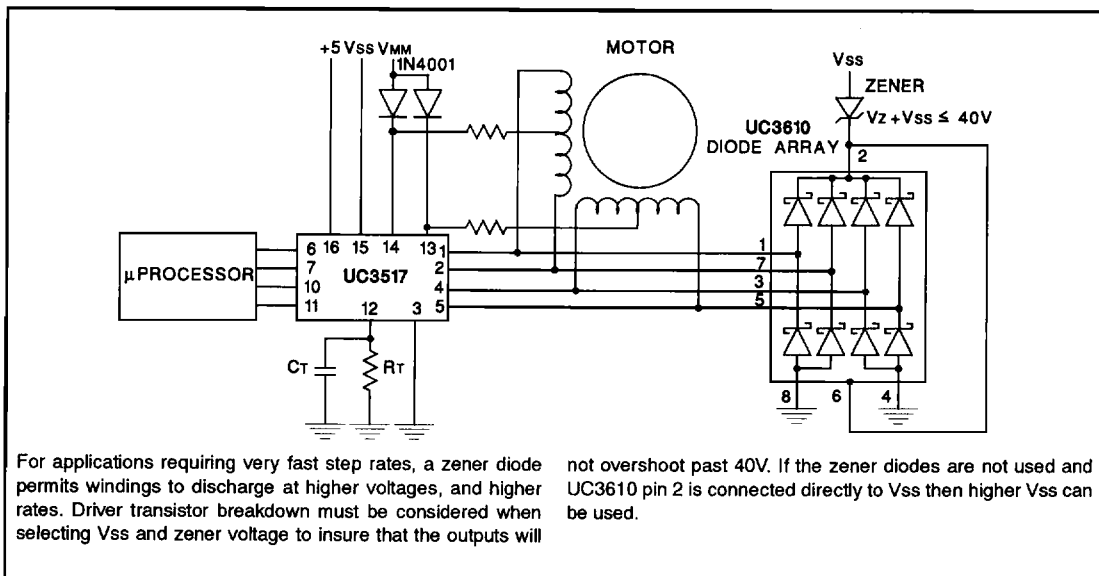 +5 VSS VMM
1N4001
MOTOR
VSS
ZENER
VZ +VSS ≤ 40V
UC3610
DIODE ARRAY
2
μPROCESSOR
6
7
10
11
16
15
14
13
UC3517
12
3
1
2
4
5
1
7
3
5
CT
RT
8
6
4
For applications requiring very fast step rates, a zener diode
permits windings to discharge at higher voltages, and higher
rates. Driver transistor breakdown must be considered when
selecting Vss and zener voltage to insure that the outputs will
not overshoot past 40V. If the zener diodes are not used and
UC3610 pin 2 is connected directly to Vss then higher Vss can
be used.